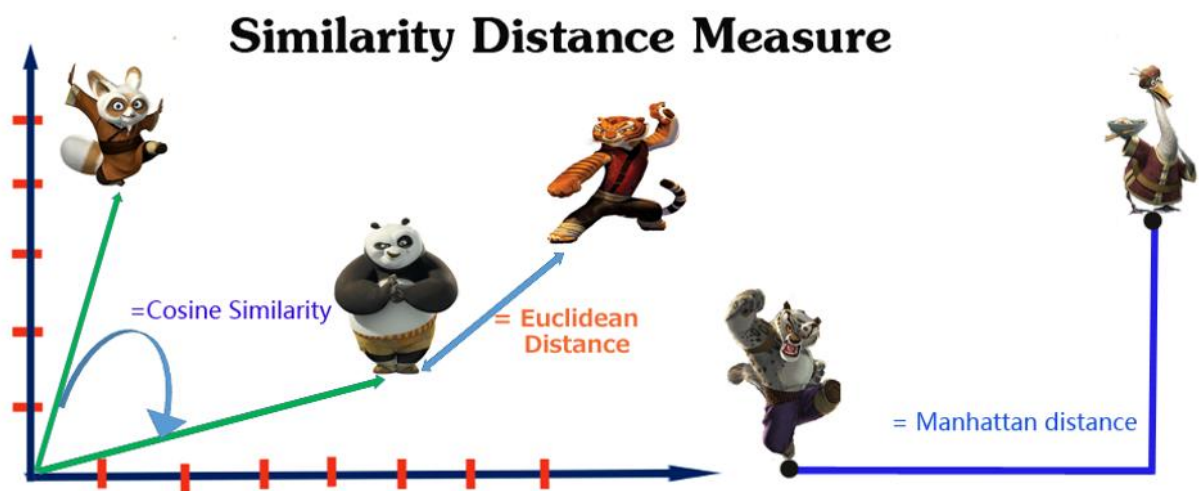 Similarity Distance Measure
=Cosine Similarity
= Euclidean
Distance
= Manhattan distance